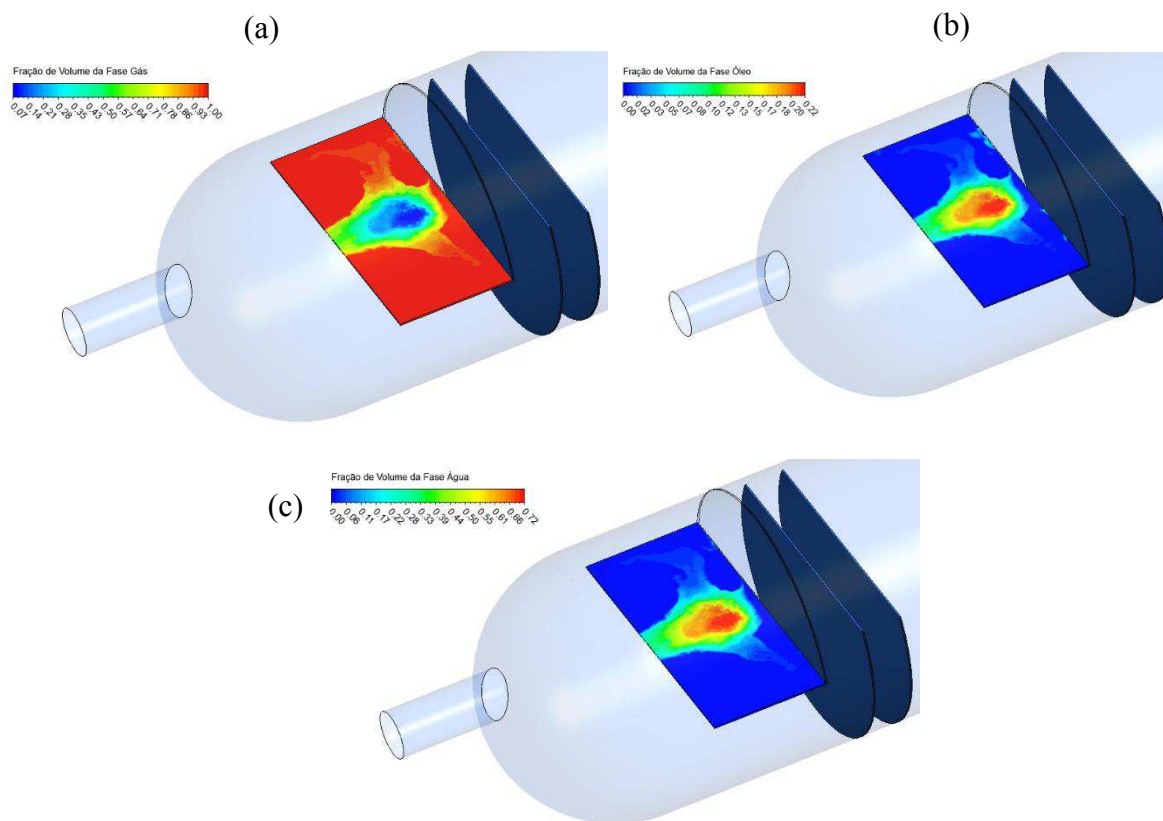 (a)
Fração de Volume da Fase Gás
0.07 0.14 0.21 0.28 0.35 0.43 0.50 0.57 0.64 0.71 0.78 0.86 0.93 1.00
(b)
Fração de Volume da Fase Óleo
0.00 0.02 0.03 0.05 0.07 0.08 0.10 0.12 0.13 0.15 0.17 0.18 0.20 0.22
(c)
Fração de Volume da Fase Água
0.00 0.06 0.11 0.17 0.22 0.28 0.33 0.39 0.44 0.50 0.55 0.61 0.66 0.72